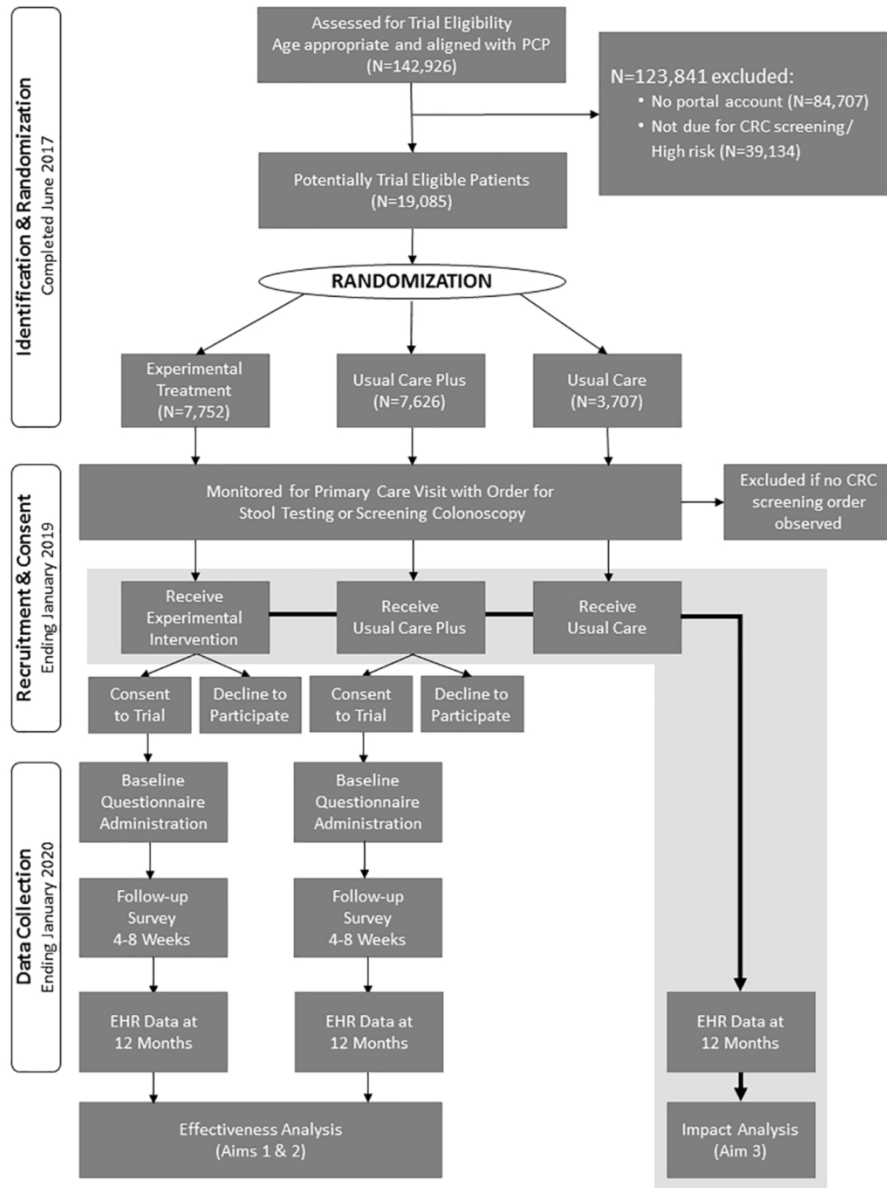 Identification & Randomization
Completed June 2017
Assessed for Trial Eligibility
Age appropriate and aligned with PCP
(N=142,926)
N=123,841 excluded:
• No portal account (N=84,707)
• Not due for CRC screening/
High risk (N=39,134)
Potentially Trial Eligible Patients
(N=19,085)
RANDOMIZATION
Experimental
Treatment
(N=7,752)
Usual Care Plus
(N=7,626)
Usual Care
(N=3,707)
Recruitment & Consent
Ending January 2019
Monitored for Primary Care Visit with Order for
Stool Testing or Screening Colonoscopy
Excluded if no CRC
screening order
observed
Receive
Experimental
Intervention
Receive
Usual Care Plus
Receive
Usual Care
Consent
to Trial
Decline to
Participate
Consent
to Trial
Decline to
Participate
Data Collection
Ending January 2020
Baseline
Questionnaire
Administration
Baseline
Questionnaire
Administration
Follow-up
Survey
4-8 Weeks
Follow-up
Survey
4-8 Weeks
EHR Data at
12 Months
EHR Data at
12 Months
EHR Data at
12 Months
Effectiveness Analysis
(Aims 1 & 2)
Impact Analysis
(Aim 3)